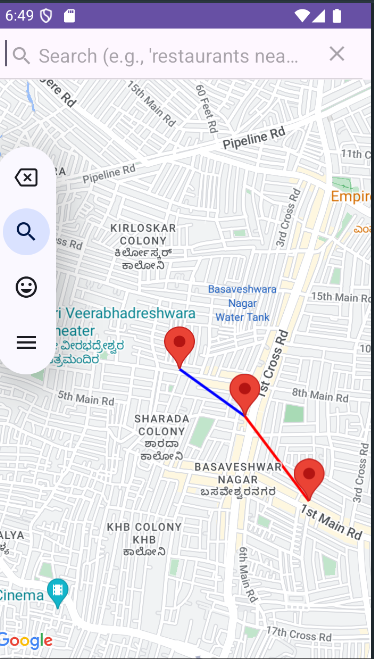 6:49
Search (e.g., 'restaurants nea…
15th Main Rd
60 Feet Rd
Pipeline Rd
11th C
Pipeline Rd
3rd Cross Rd
Empire
KIRLOSKAR
COLONY
ಕಿರ್ಲೋಸ್ಕರ್
ಕಾಲೋನಿ
Basaveshwara
Nagar
Water Tank
15th Main Rd
ri Veerabhadreshwara
heater
ವೀರಭದ್ರೇಶ್ವರ
ತ್ರಮಂದಿರ
1st Cross Rd
5th Main Rd
8th Main Rd
SHARADA
COLONY
ಶಾರದಾ
ಕಾಲೋನಿ
3rd Cross Rd
BASAVESHWAR
NAGAR
ಬಸವೇಶ್ವರನಗರ
1st Main Rd
KHB COLONY
KHB
ಕಾಲೋನಿ
ALYA
6th Main Rd
Cinema
17th Cross Rd
Google